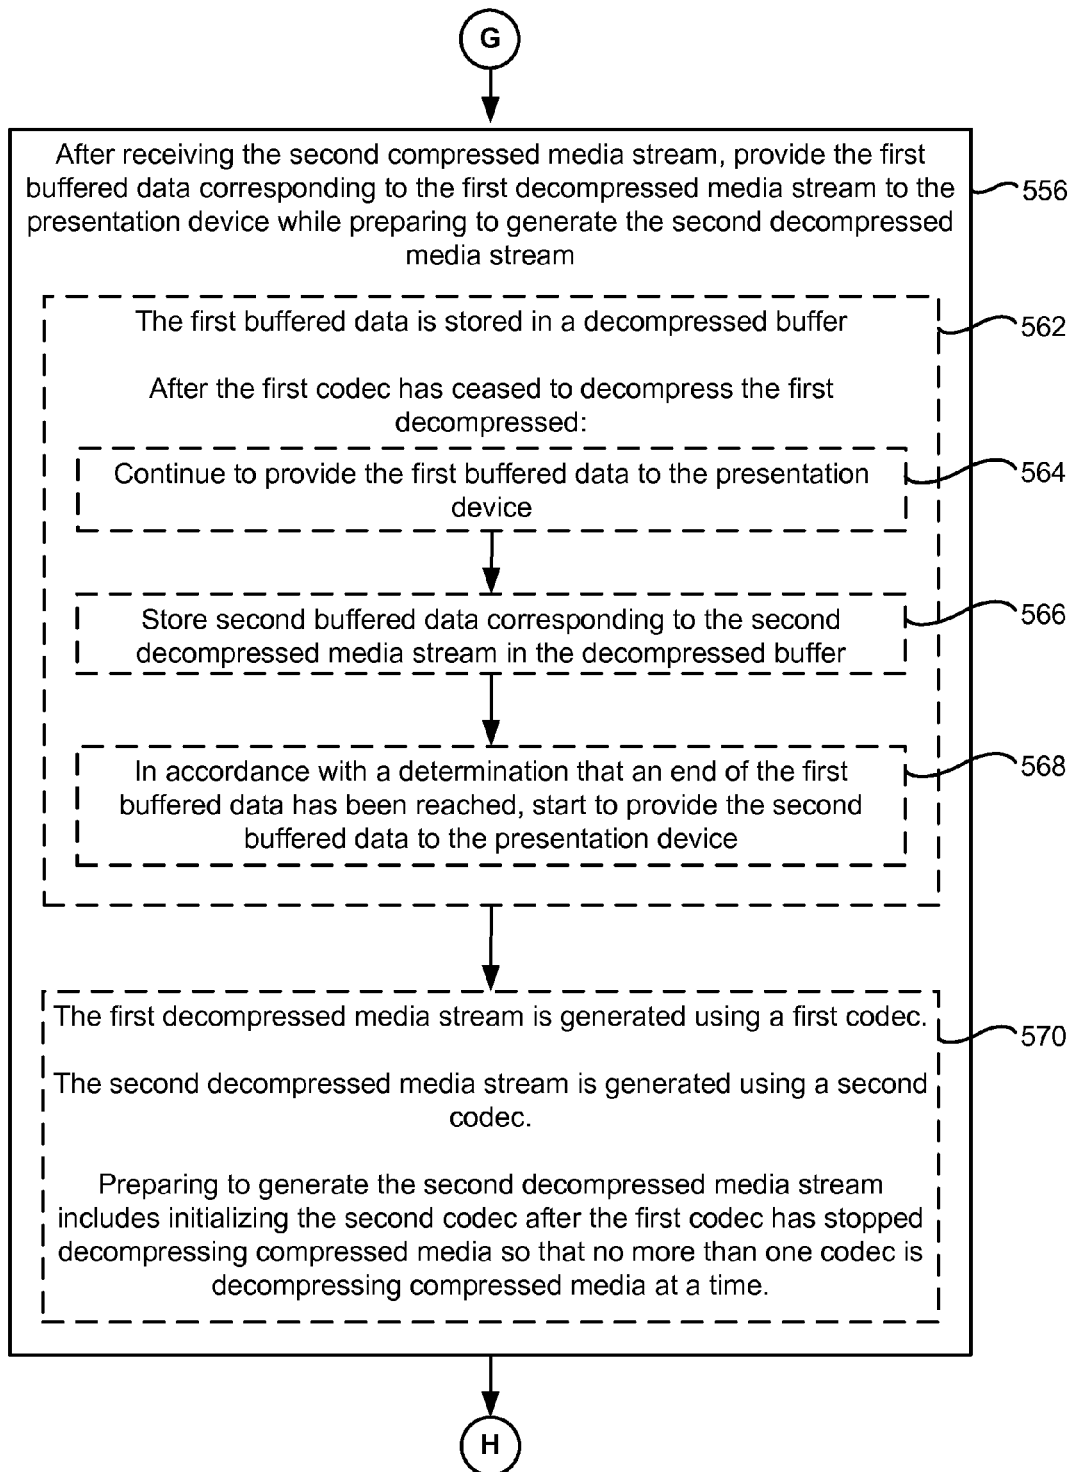 G
After receiving the second compressed media stream, provide the first
buffered data corresponding to the first decompressed media stream to the
presentation device while preparing to generate the second decompressed
media stream
556
The first buffered data is stored in a decompressed buffer
562
After the first codec has ceased to decompress the first
decompressed:
Continue to provide the first buffered data to the presentation
device
564
Store second buffered data corresponding to the second
decompressed media stream in the decompressed buffer
566
In accordance with a determination that an end of the first
buffered data has been reached, start to provide the second
buffered data to the presentation device
568
The first decompressed media stream is generated using a first codec.
570
The second decompressed media stream is generated using a second
codec.
Preparing to generate the second decompressed media stream
includes initializing the second codec after the first codec has stopped
decompressing compressed media so that no more than one codec is
decompressing compressed media at a time.
H